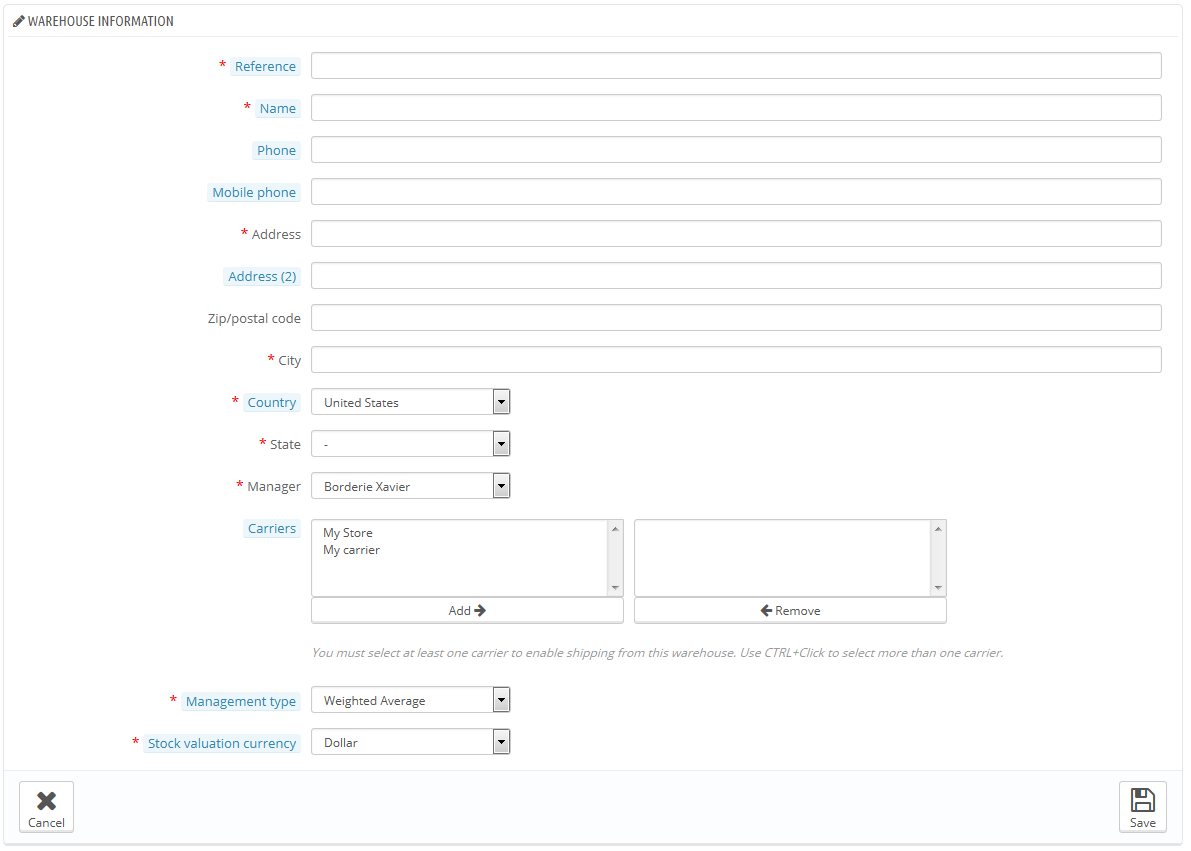 WAREHOUSE INFORMATION
* Reference
* Name
Phone
Mobile phone
* Address
Address (2)
Zip/postal code
* City
* Country United States
* State -
* Manager Borderie Xavier
Carriers
My Store
My carrier
Add
Remove
You must select at least one carrier to enable shipping from this warehouse. Use CTRL+Click to select more than one carrier.
* Management type Weighted Average
* Stock valuation currency Dollar
Cancel
Save